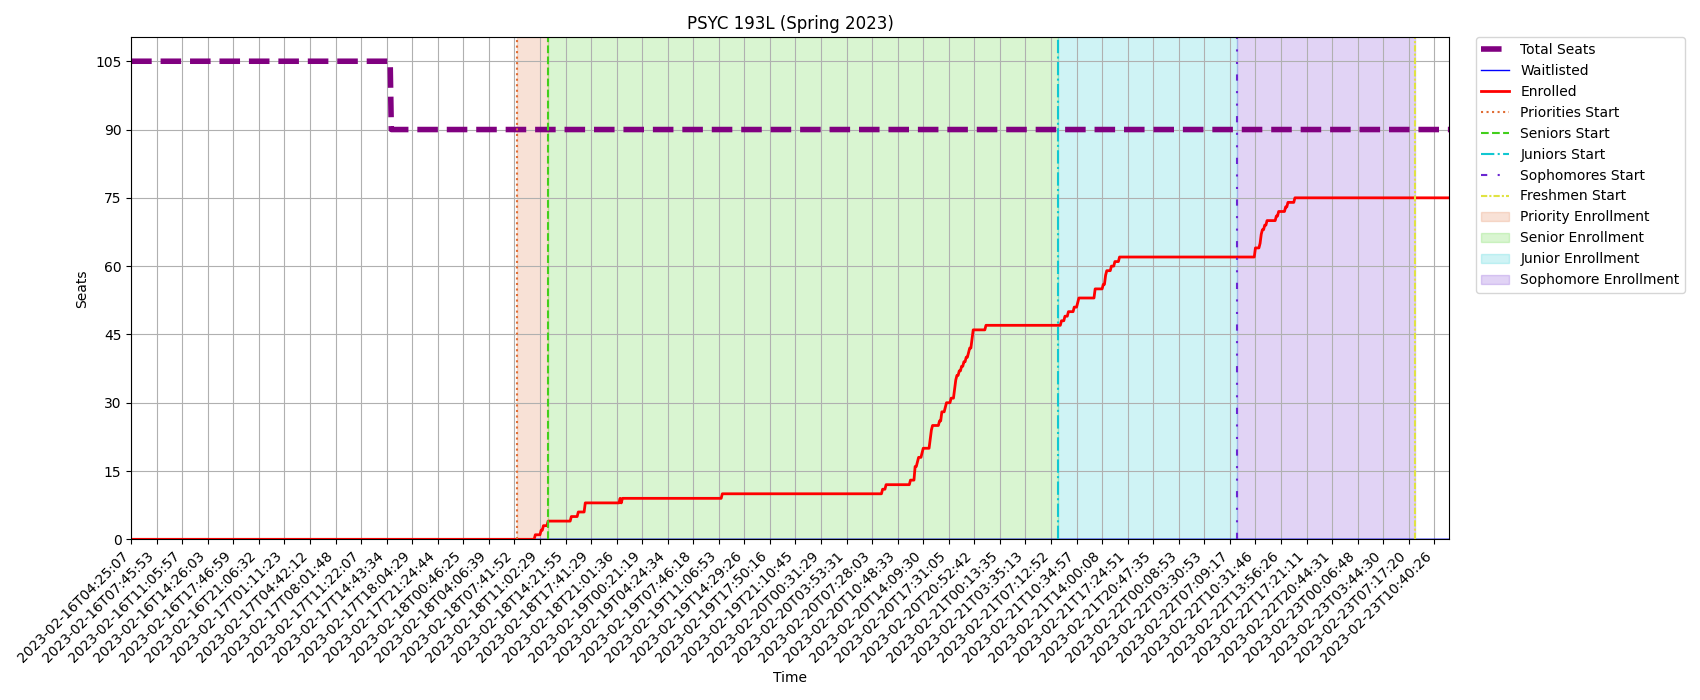 PSYC 193L (Spring 2023)
Total Seats
Waitlisted
Enrolled
Priorities Start
Seniors Start
Juniors Start
Sophomores Start
Freshmen Start
Priority Enrollment
Senior Enrollment
Junior Enrollment
Sophomore Enrollment
Seats
105
90
75
60
45
30
15
0
2023-02-16T04:25:07
2023-02-16T07:45:53
2023-02-16T11:05:57
2023-02-16T14:26:03
2023-02-16T17:46:59
2023-02-16T21:06:32
2023-02-17T01:11:23
2023-02-17T04:42:12
2023-02-17T08:01:48
2023-02-17T11:22:07
2023-02-17T14:43:34
2023-02-17T18:04:29
2023-02-17T21:24:44
2023-02-18T00:46:25
2023-02-18T04:06:39
2023-02-18T07:41:52
2023-02-18T11:02:29
2023-02-18T14:21:55
2023-02-18T17:41:29
2023-02-18T21:01:36
2023-02-19T00:21:19
2023-02-19T04:24:34
2023-02-19T07:46:18
2023-02-19T11:06:53
2023-02-19T14:29:26
2023-02-19T17:50:16
2023-02-19T21:10:45
2023-02-20T00:31:29
2023-02-20T03:53:31
2023-02-20T07:28:03
2023-02-20T10:48:33
2023-02-20T14:09:30
2023-02-20T17:31:05
2023-02-20T20:52:42
2023-02-21T00:13:35
2023-02-21T03:35:13
2023-02-21T07:12:52
2023-02-21T10:34:57
2023-02-21T14:00:08
2023-02-21T17:24:51
2023-02-21T20:47:35
2023-02-22T00:08:53
2023-02-22T03:30:53
2023-02-22T07:09:17
2023-02-22T10:31:46
2023-02-22T13:56:26
2023-02-22T17:21:11
2023-02-22T20:44:31
2023-02-23T00:06:48
2023-02-23T03:44:30
2023-02-23T07:17:20
2023-02-23T10:40:26
Time